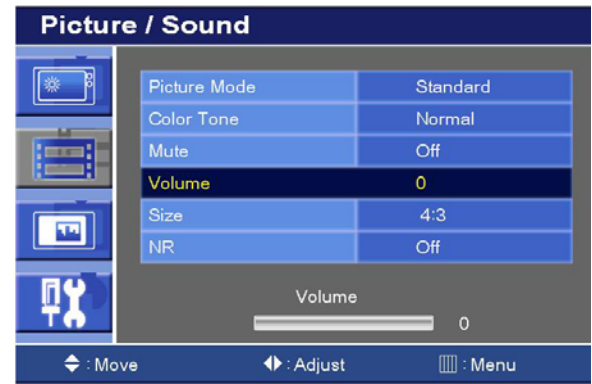 Picture / Sound
Picture Mode Standard
Color Tone Normal
Mute Off
Volume 0
Size 4:3
NR Off
Volume
0
: Move : Adjust : Menu